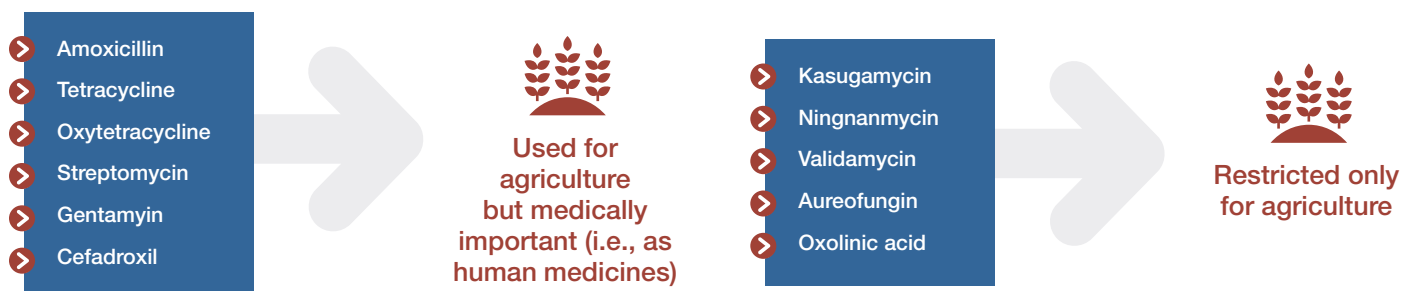 Amoxicillin
Tetracycline
Oxytetracycline
Streptomycin
Gentamyin
Cefadroxil
Used for
agriculture
but medically
important (i.e., as
human medicines)
Kasugamycin
Ningnanmycin
Validamycin
Aureofungin
Oxolinic acid
Restricted only
for agriculture